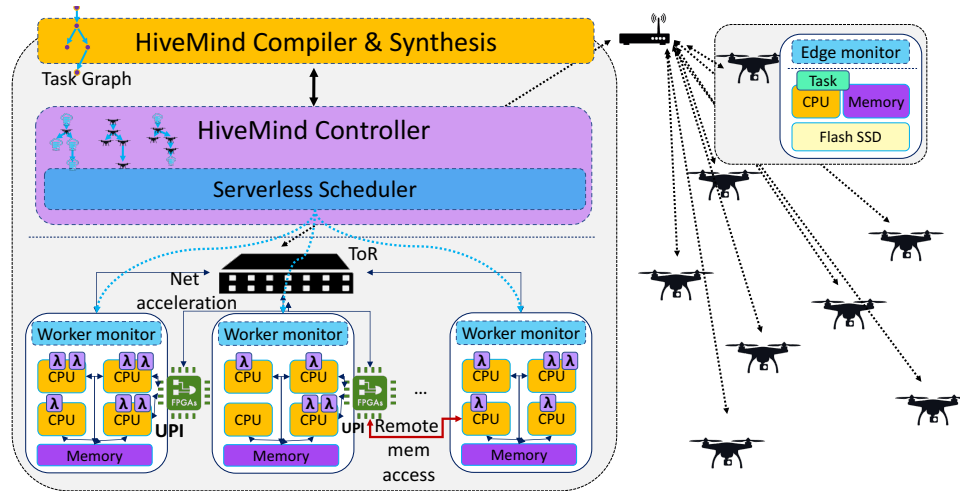 HiveMind Compiler & Synthesis
Task Graph
HiveMind Controller
Serverless Scheduler
ToR
Net
acceleration
Worker monitor
λ λ
λ λ
CPU
CPU
λ
λ λ
CPU
CPU
Memory
FPGAs
UPI
Worker monitor
λ
λ
CPU
CPU
λ λ
CPU
CPU
Memory
FPGAs
UPI
...
Remote
mem
access
Worker monitor
λ
λ λ
CPU
CPU
λ
λ
CPU
CPU
Memory
Edge monitor
Task
CPU
Memory
Flash SSD